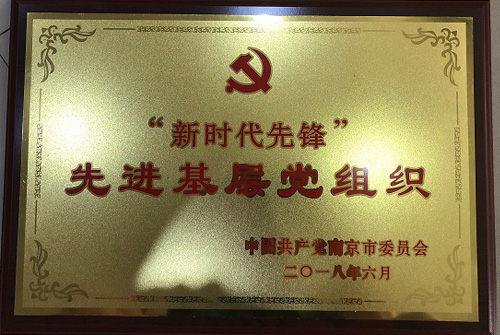 “新时代先锋”
先进基层党组织
中国共产党南京市委员会
二〇一八年六月